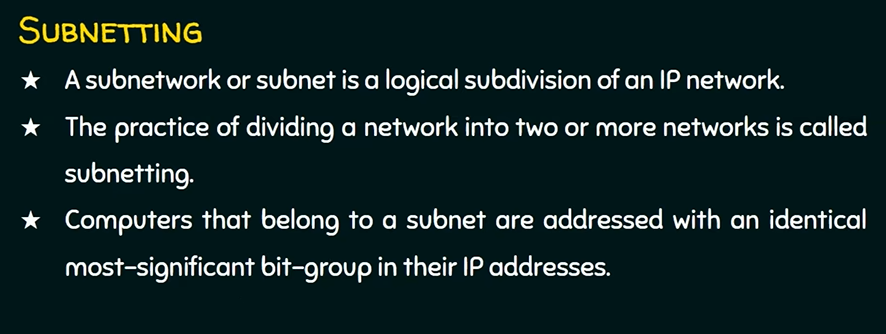 SUBNETTING
★ A subnetwork or subnet is a logical subdivision of an IP network.
★ The practice of dividing a network into two or more networks is called
subnetting.
★ Computers that belong to a subnet are addressed with an identical
most-significant bit-group in their IP addresses.